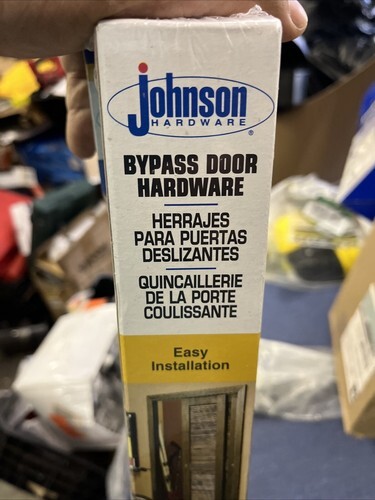 Johnson
HARDWARE®
BYPASS DOOR
HARDWARE
HERRAJES
PARA PUERTAS
DESLIZANTES
QUINCAILLERIE
DE LA PORTE
COULISSANTE
Easy
Installation